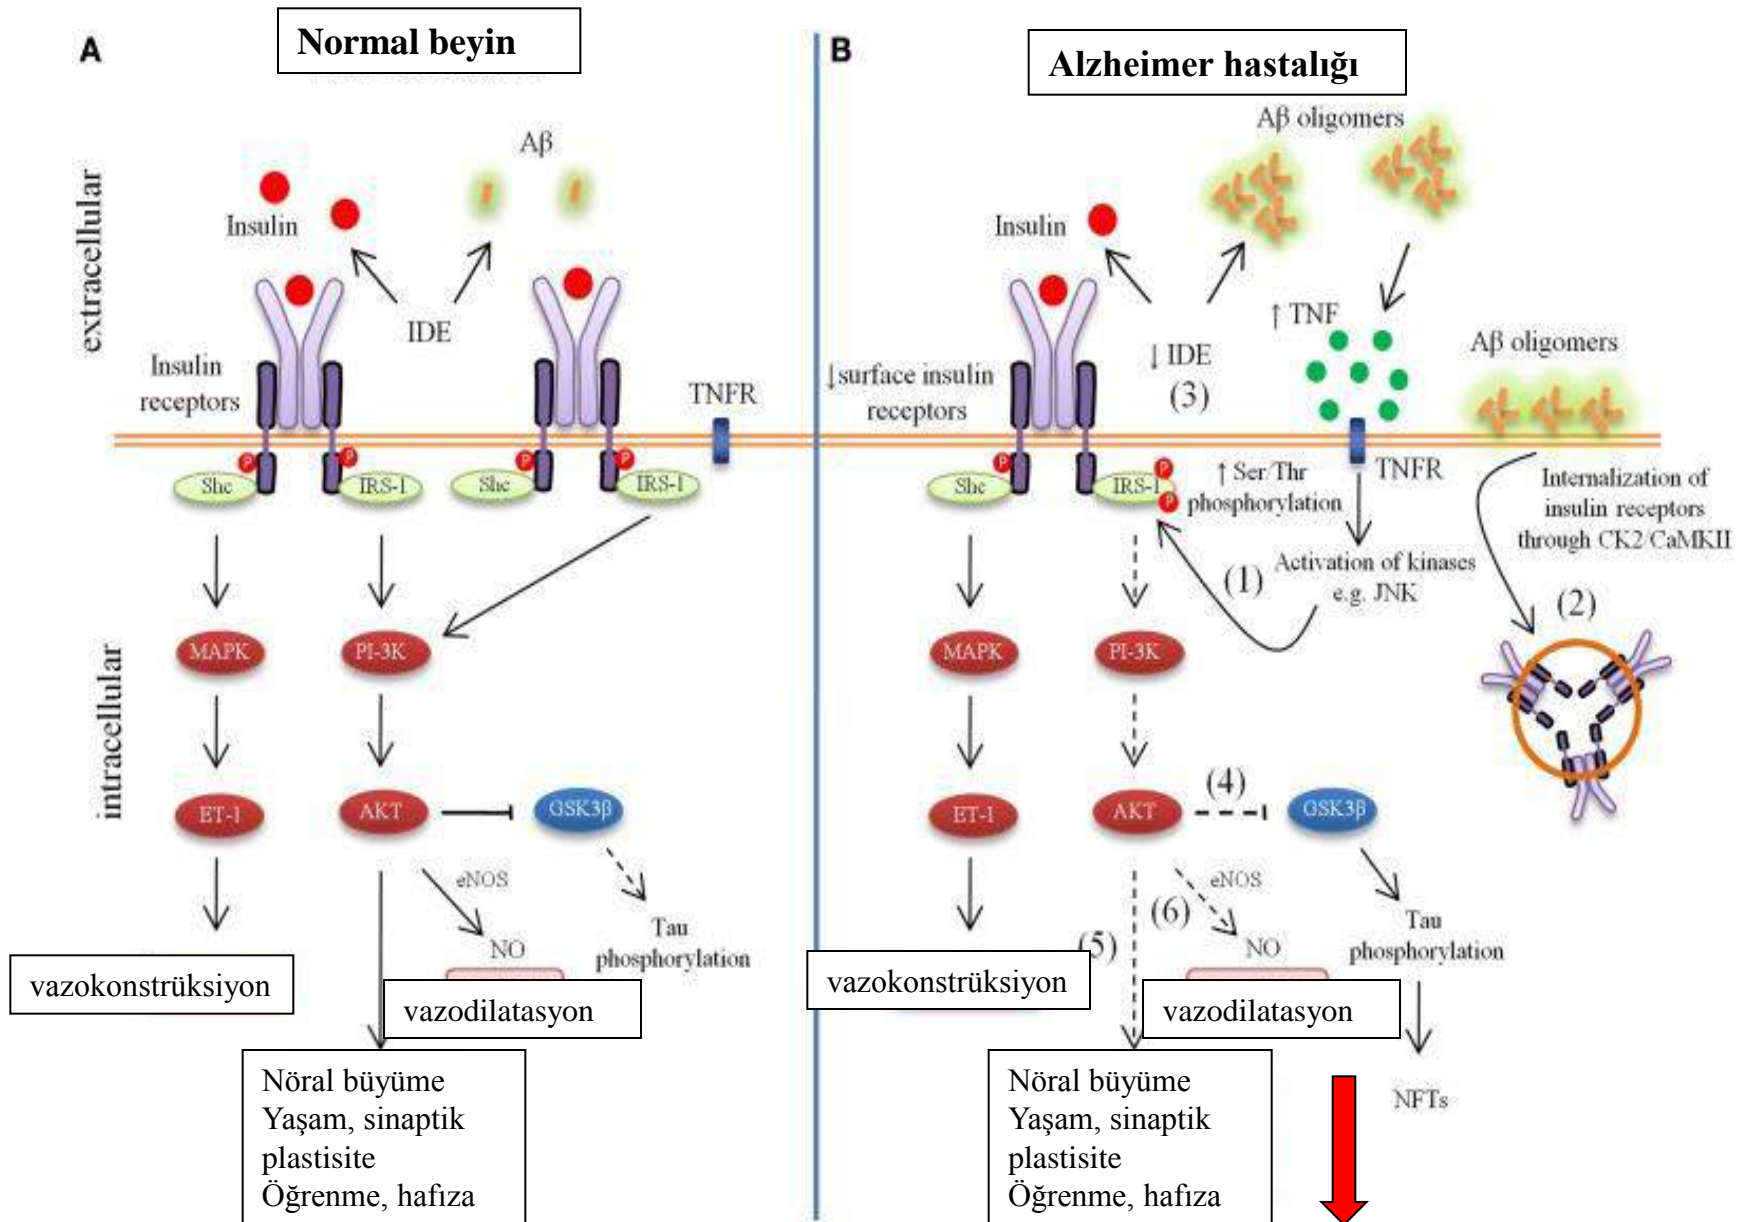 A
Normal beyin
extracellular
intracellular
Aβ
Insulin
IDE
Insulin
receptors
TNFR
P
P
P
P
Shc
IRS-1
Shc
IRS-1
MAPK
PI-3K
ET-1
AKT
GSK3β
eNOS
NO
Tau
phosphorylation
vazokonstrüksiyon
vazodilatasyon
Nöral büyüme
Yaşam, sinaptik
plastisite
Öğrenme, hafıza
B
Alzheimer hastalığı
Aβ oligomers
Insulin
↑ TNF
↓ IDE
(3)
Aβ oligomers
↓surface insulin
receptors
TNFR
P
P
P
Shc
IRS-1
↑ Ser/Thr
phosphorylation
Internalization of
insulin receptors
through CK2/CaMKII
(1)
Activation of kinases
e.g. JNK
(2)
MAPK
PI-3K
ET-1
AKT
(4)
GSK3β
eNOS
(6)
(5)
NO
Tau
phosphorylation
vazokonstrüksiyon
vazodilatasyon
NFTs
Nöral büyüme
Yaşam, sinaptik
plastisite
Öğrenme, hafıza